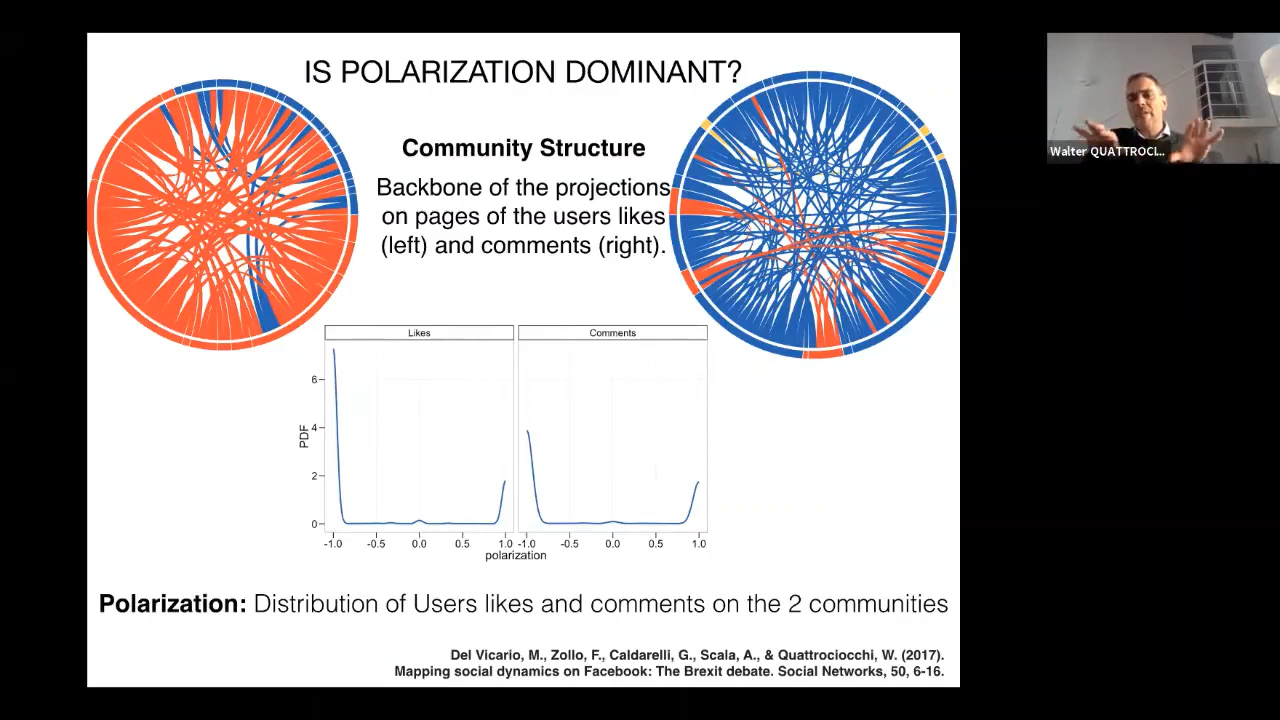 IS POLARIZATION DOMINANT?
Community Structure
Backbone of the projections
on pages of the users likes
(left) and comments (right).
Walter QUATTROCI...
Likes
Comments
PDF
6
4
2
0
-1.0 -0.5 0.0 0.5 1.0 -1.0 -0.5 0.0 0.5 1.0
polarization
Polarization: Distribution of Users likes and comments on the 2 communities
Del Vicario, M., Zollo, F., Caldarelli, G., Scala, A., & Quattrociocchi, W. (2017).
Mapping social dynamics on Facebook: The Brexit debate. Social Networks, 50, 6-16.